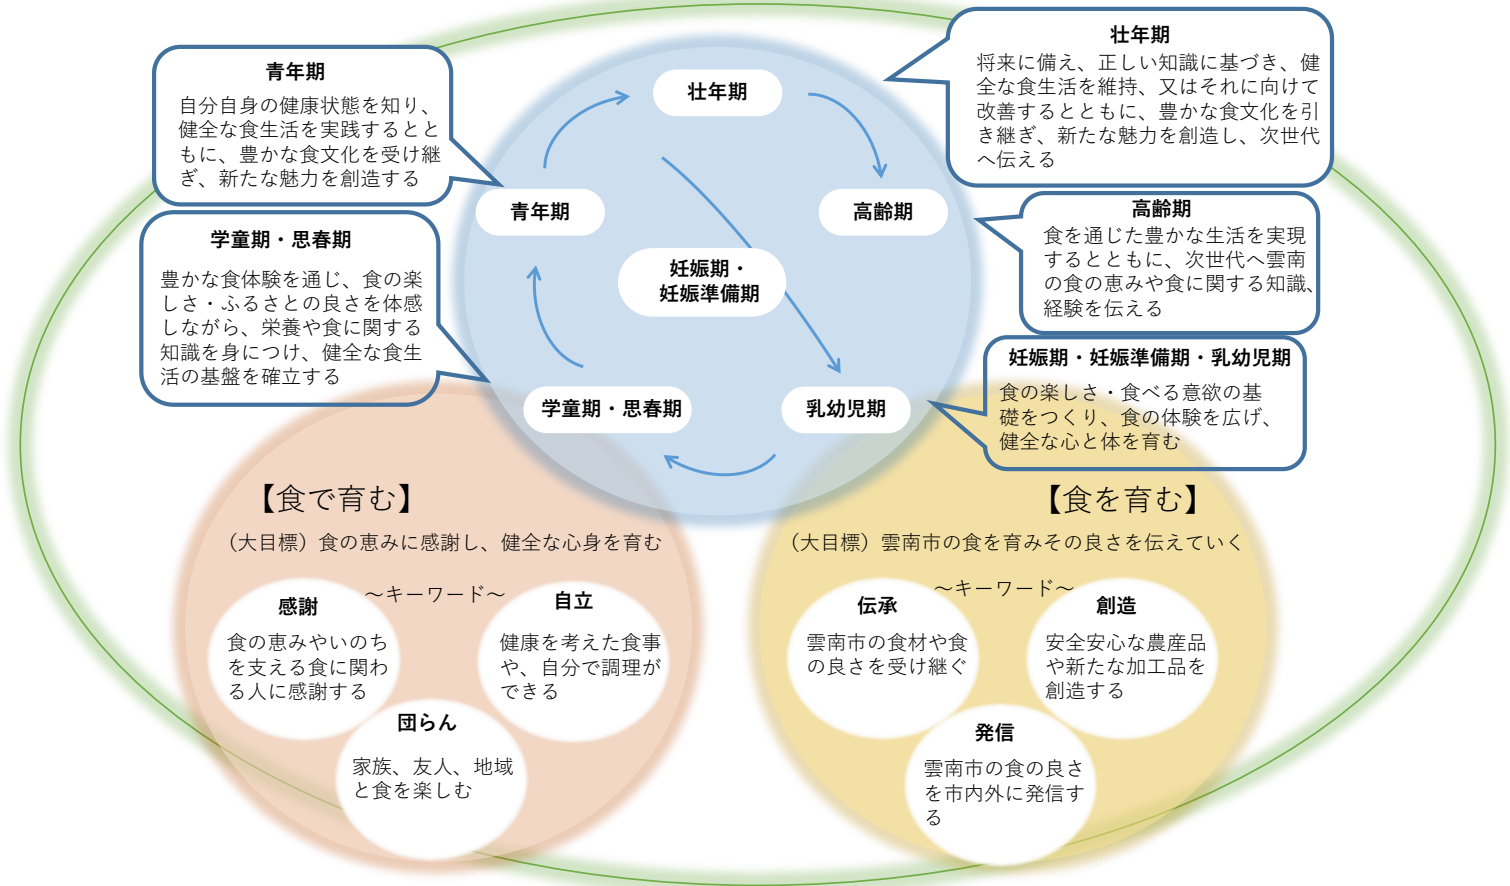 青年期
自分自身の健康状態を知り、
健全な食生活を実践するとと
もに、豊かな食文化を受け継
ぎ、新たな魅力を創造する
壮年期
将来に備え、正しい知識に基づき、健
全な食生活を維持、又はそれに向けて
改善するとともに、豊かな食文化を引
き継ぎ、新たな魅力を創造し、次世代
へ伝える
学童期・思春期
豊かな食体験を通じ、食の楽
しさ・ふるさとの良さを体感
しながら、栄養や食に関する
知識を身につけ、健全な食生
活の基盤を確立する
高齢期
食を通じた豊かな生活を実現
するとともに、次世代へ雲南
の食の恵みや食に関する知識、
経験を伝える
妊娠期・妊娠準備期・乳幼児期
食の楽しさ・食べる意欲の基
礎をつくり、食の体験を広げ、
健全な心と体を育む
壮年期
青年期
高齢期
妊娠期・
妊娠準備期
学童期・思春期
乳幼児期
【食で育む】
（大目標）食の恵みに感謝し、健全な心身を育む
～キーワード～
感謝
食の恵みやいのち
を支える食に関わ
る人に感謝する
自立
健康を考えた食事
や、自分で調理が
できる
団らん
家族、友人、地域
と食を楽しむ
【食を育む】
（大目標）雲南市の食を育みその良さを伝えていく
～キーワード～
伝承
雲南市の食材や食
の良さを受け継ぐ
創造
安全安心な農産品
や新たな加工品を
創造する
発信
雲南市の食の良さ
を市内外に発信す
る